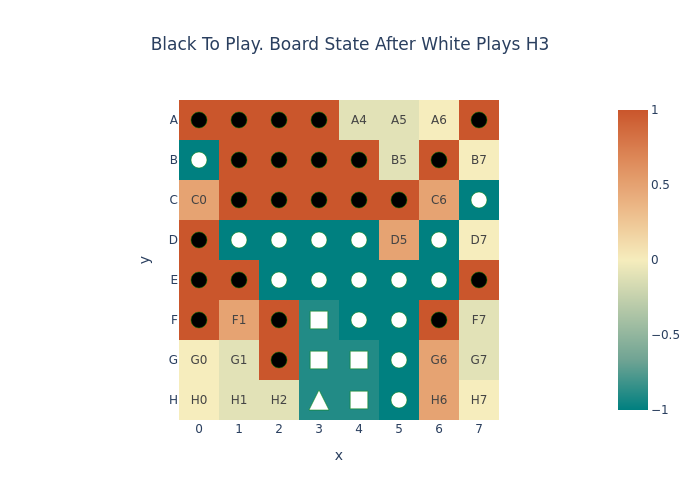 Black To Play. Board State After White Plays H3
A A4 A5 A6 1
B B5 B7
C C0 C6 0.5
D D5 D7
y E 0
F F1 F7
G G0 G1 G6 G7 −0.5
H H0 H1 H2 H6 H7 −1
0 1 2 3 4 5 6 7
x